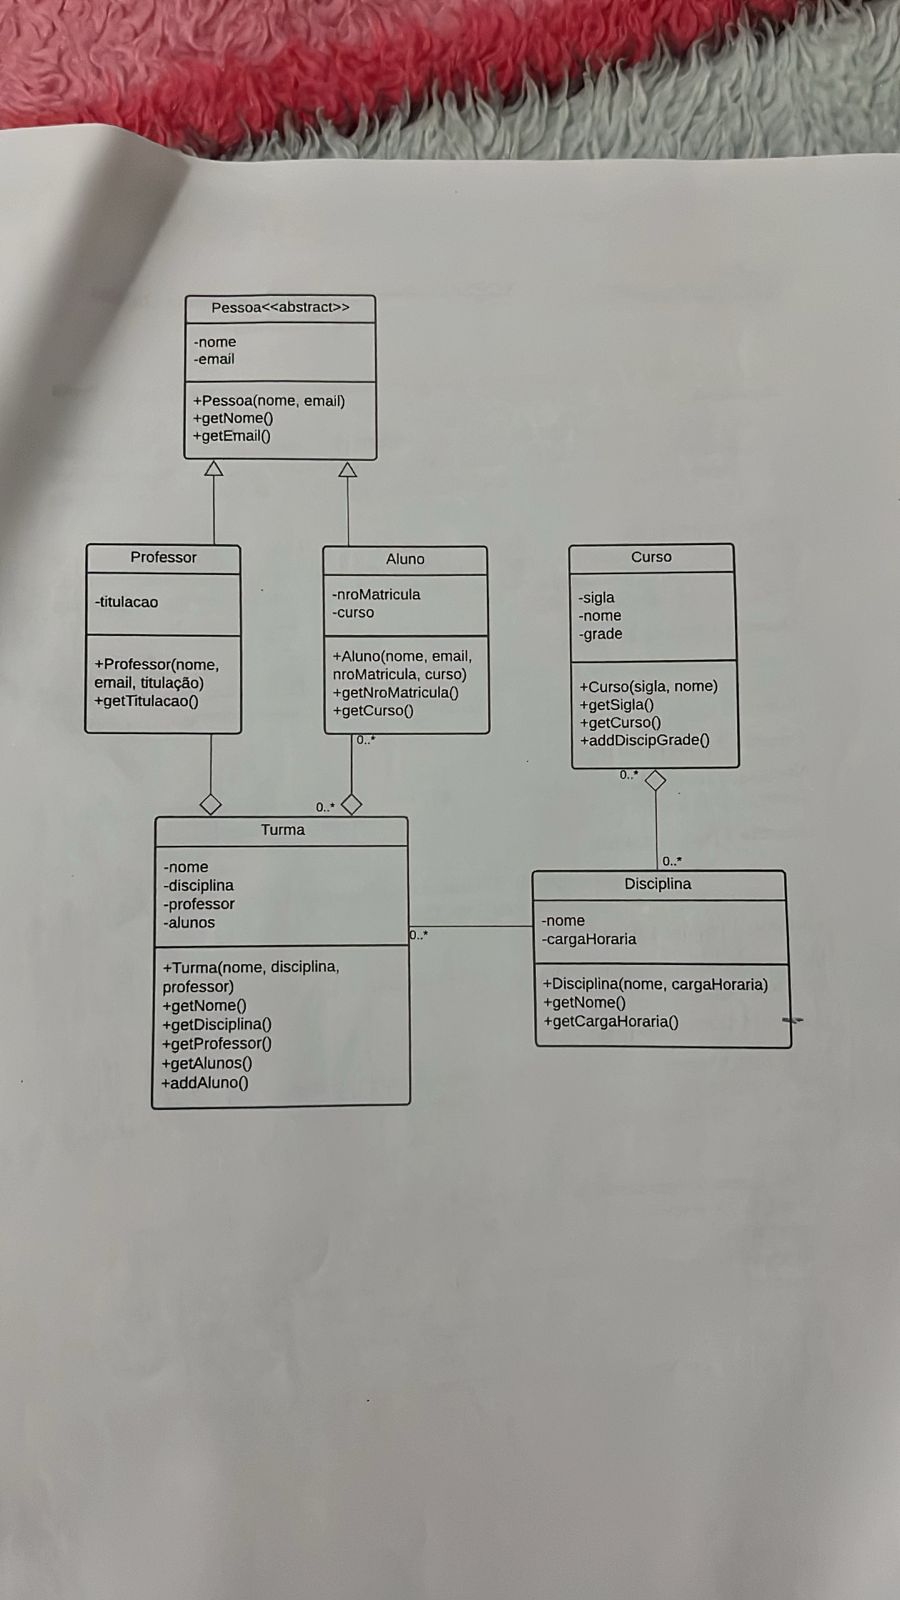 Pessoa<<abstract>>
-nome
-email
+Pessoa(nome, email)
+getNome()
+getEmail()
Professor
-titulacao
+Professor(nome,
email, titulação)
+getTitulacao()
Aluno
-nroMatricula
-curso
+Aluno(nome, email,
nroMatricula, curso)
+getNroMatricula()
+getCurso()
Curso
-sigla
-nome
-grade
+Curso(sigla, nome)
+getSigla()
+getCurso()
+addDiscipGrade()
0..*
0..*
0..*
0..*
Turma
-nome
-disciplina
-professor
-alunos
+Turma(nome, disciplina,
professor)
+getNome()
+getDisciplina()
+getProfessor()
+getAlunos()
+addAluno()
0..*
Disciplina
-nome
-cargaHoraria
+Disciplina(nome, cargaHoraria)
+getNome()
+getCargaHoraria()